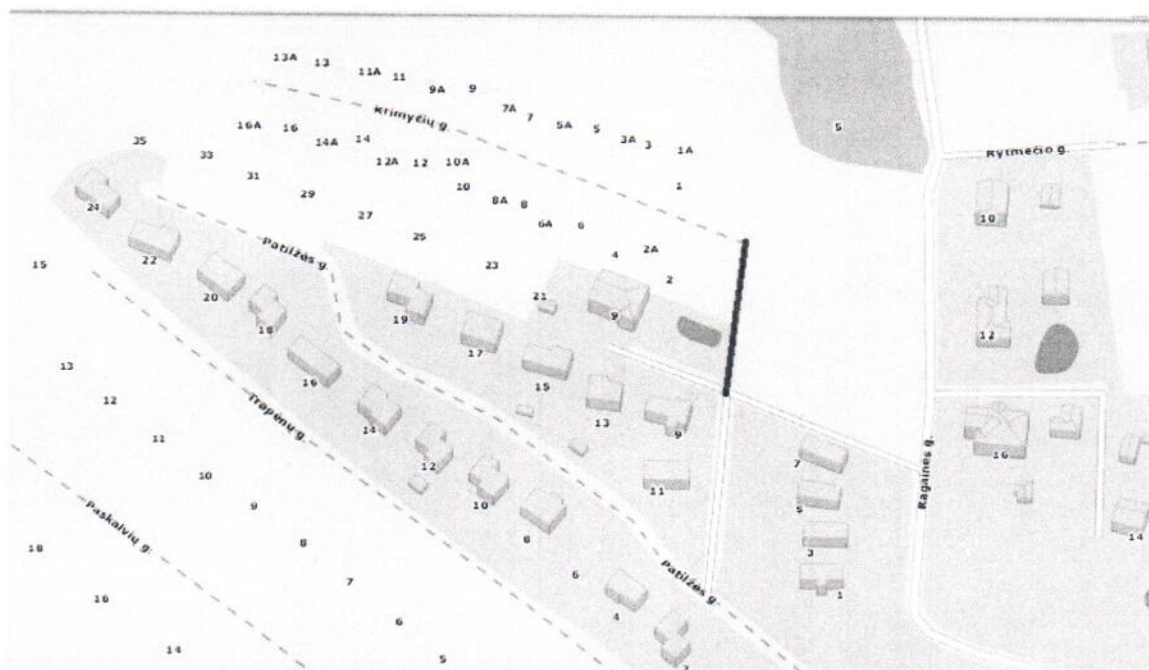 13A 13 11A 11 9A 9 7A 7 5A 5 3A 3 1A 1
Krimyčių g.
16A 16 14A 14 12A 12 10A 10 8A 8 6A 6 4 2A 2
5
Rytmečio g.
35 33 31 29 27 25 23 21
24 22 20 18 16 14 12 10 8 6 4
Patilžės g.
19 17 15 13 9 11
9
10
12
16
14
Ragainės g.
7
5
3
1
15 13 12 11 10 9 8 7 6 5
Trapėnų g.
Patilžės g.
Paskalvių g.
18 16 14